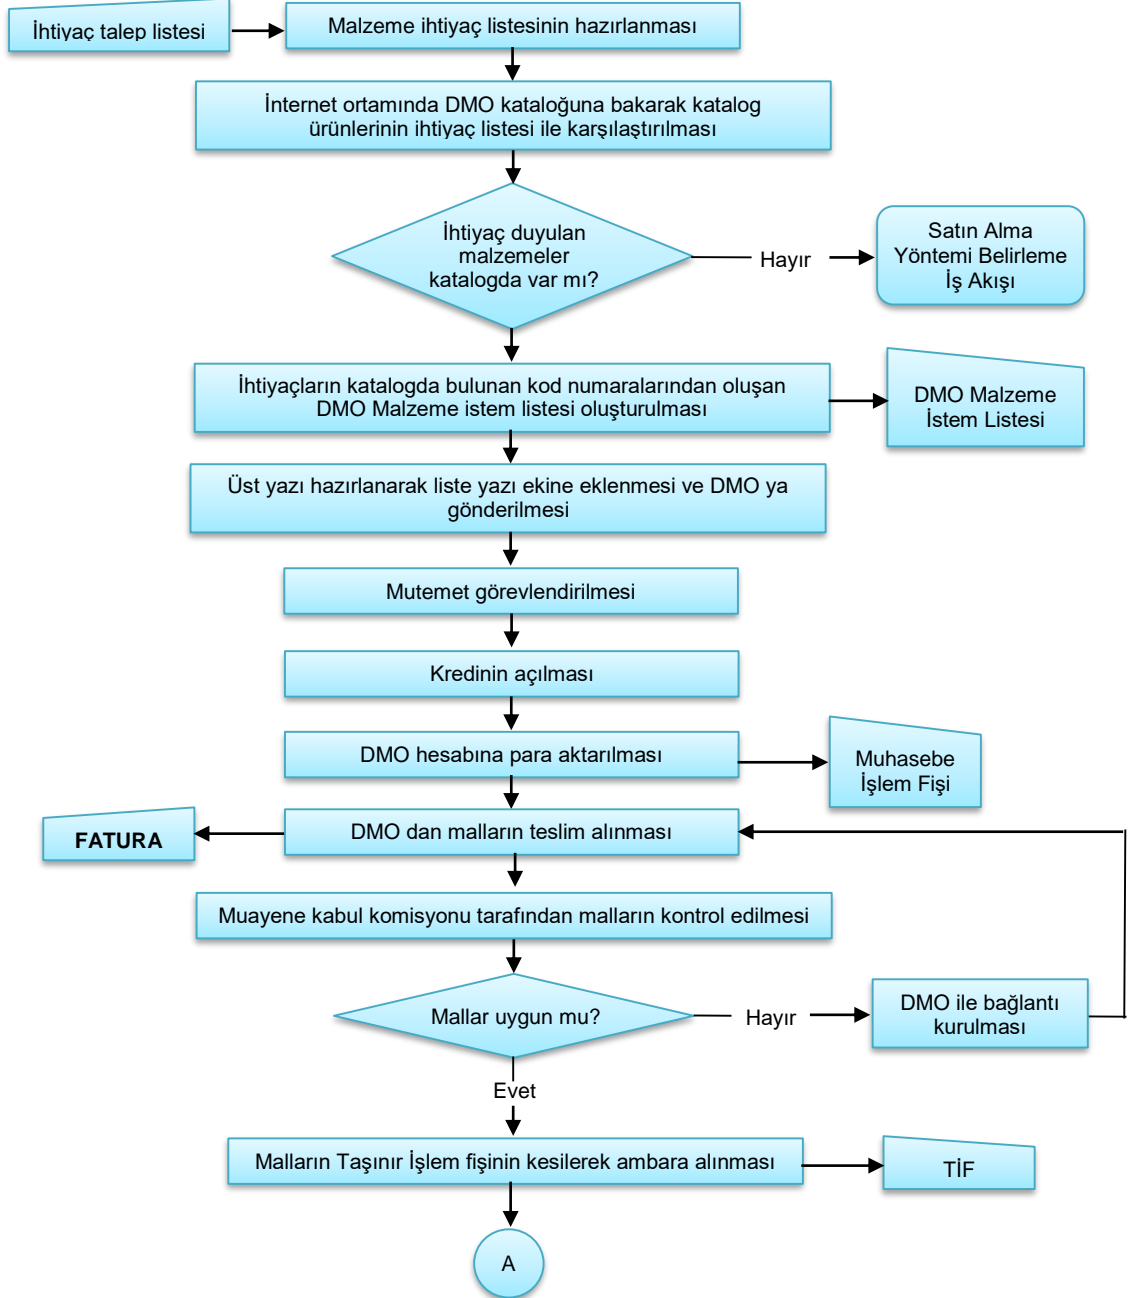 İhtiyaç talep listesi
Malzeme ihtiyaç listesinin hazırlanması
İnternet ortamında DMO kataloğuna bakarak katalog
ürünlerinin ihtiyaç listesi ile karşılaştırılması
İhtiyaç duyulan
malzemeler
katalogda var mı?
Hayır
Satın Alma
Yöntemi Belirleme
İş Akışı
İhtiyaçların katalogda bulunan kod numaralarından oluşan
DMO Malzeme istem listesi oluşturulması
DMO Malzeme
İstem Listesi
Üst yazı hazırlanarak liste yazı ekine eklenmesi ve DMO ya
gönderilmesi
Mutemet görevlendirilmesi
Kredinin açılması
DMO hesabına para aktarılması
Muhasebe
İşlem Fişi
FATURA
DMO dan malların teslim alınması
Muayene kabul komisyonu tarafından malların kontrol edilmesi
Mallar uygun mu?
Hayır
DMO ile bağlantı
kurulması
Evet
Malların Taşınır İşlem fişinin kesilerek ambara alınması
TİF
A